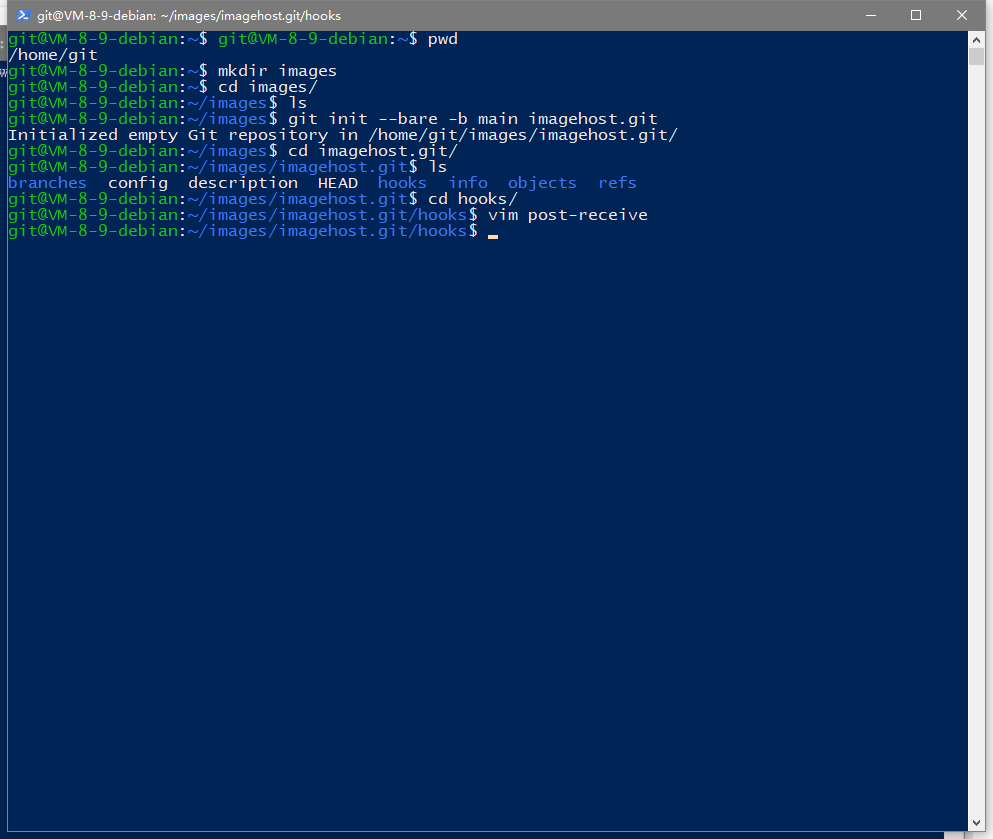 git@VM-8-9-debian: ~/images/imagehost.git/hooks
git@VM-8-9-debian:~$ git@VM-8-9-debian:~$ pwd
/home/git
git@VM-8-9-debian:~$ mkdir images
git@VM-8-9-debian:~$ cd images/
git@VM-8-9-debian:~/images$ ls
git@VM-8-9-debian:~/images$ git init --bare -b main imagehost.git
Initialized empty Git repository in /home/git/images/imagehost.git/
git@VM-8-9-debian:~/images$ cd imagehost.git/
git@VM-8-9-debian:~/images/imagehost.git$ ls
branches  config  description  HEAD  hooks  info  objects  refs
git@VM-8-9-debian:~/images/imagehost.git$ cd hooks/
git@VM-8-9-debian:~/images/imagehost.git/hooks$ vim post-receive
git@VM-8-9-debian:~/images/imagehost.git/hooks$